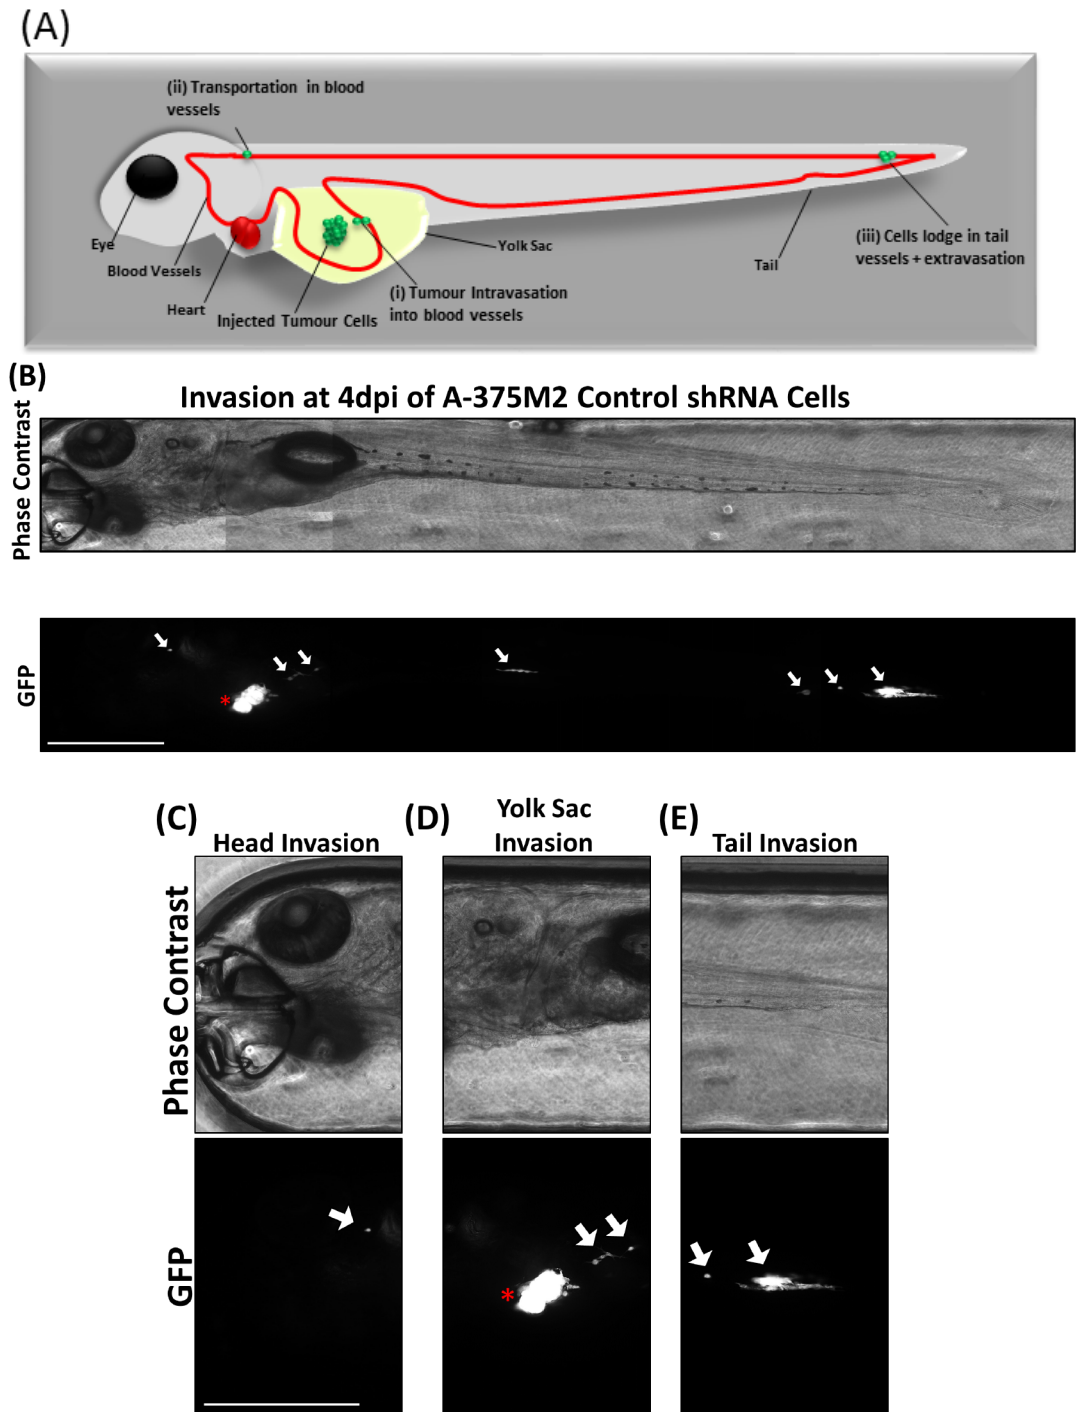 (A)
(ii) Transportation in blood
vessels
Eye
Blood Vessels
Heart
Injected Tumour Cells
(i) Tumour Intravasation
into blood vessels
Yolk Sac
Tail
(iii) Cells lodge in tail
vessels + extravasation
(B)
Invasion at 4dpi of A-375M2 Control shRNA Cells
Phase Contrast
GFP
*
(C)
Head Invasion
(D)
Yolk Sac
Invasion
(E)
Tail Invasion
Phase Contrast
GFP
*